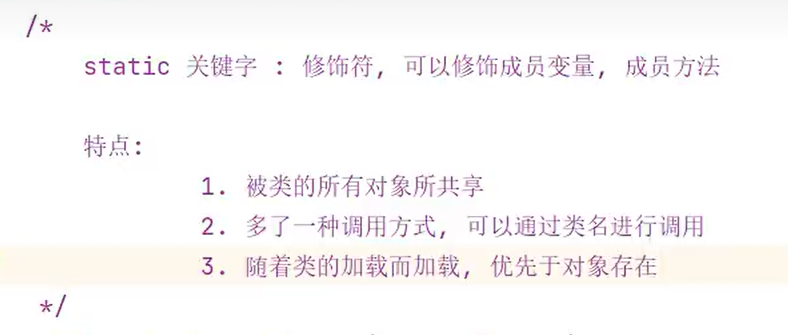 /*
static 关键字 : 修饰符, 可以修饰成员变量, 成员方法
特点:
1. 被类的所有对象所共享
2. 多了一种调用方式, 可以通过类名进行调用
3. 随着类的加载而加载, 优先于对象存在
*/